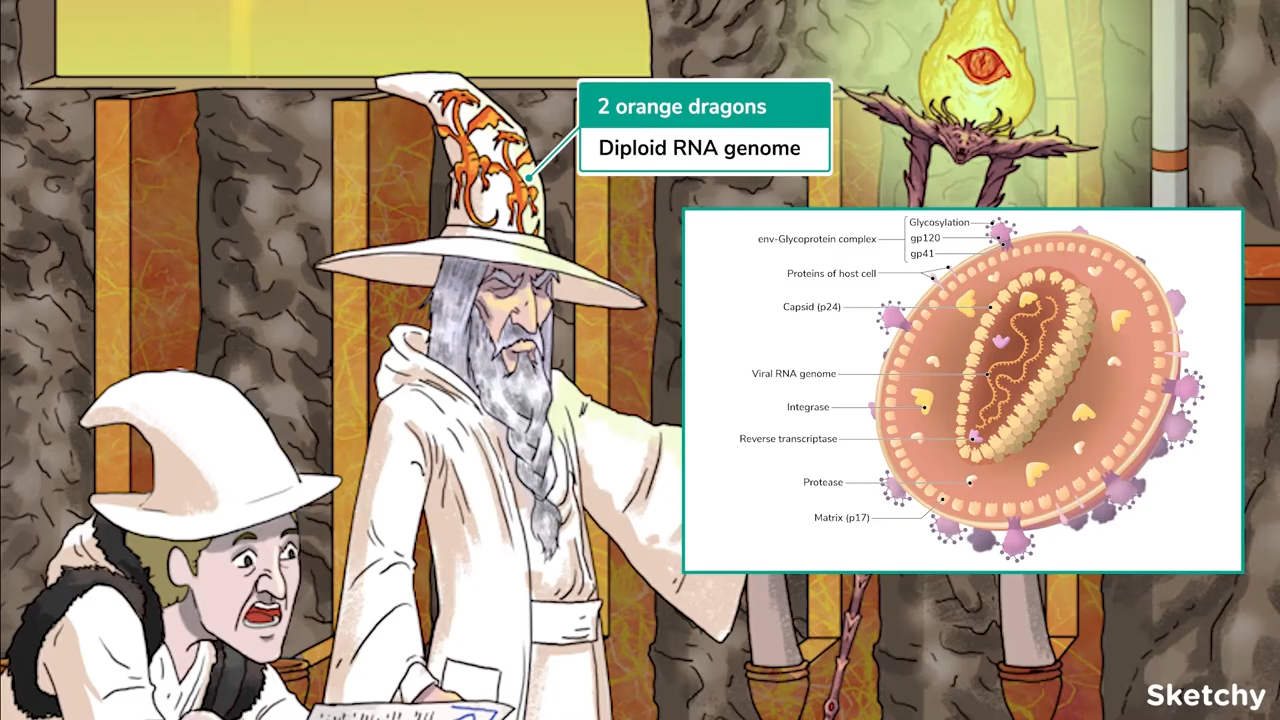 2 orange dragons
Diploid RNA genome
Glycosylation
env-Glycoprotein complex
gp120
gp41
Proteins of host cell
Capsid (p24)
Viral RNA genome
Integrase
Reverse transcriptase
Protease
Matrix (p17)
Sketchy